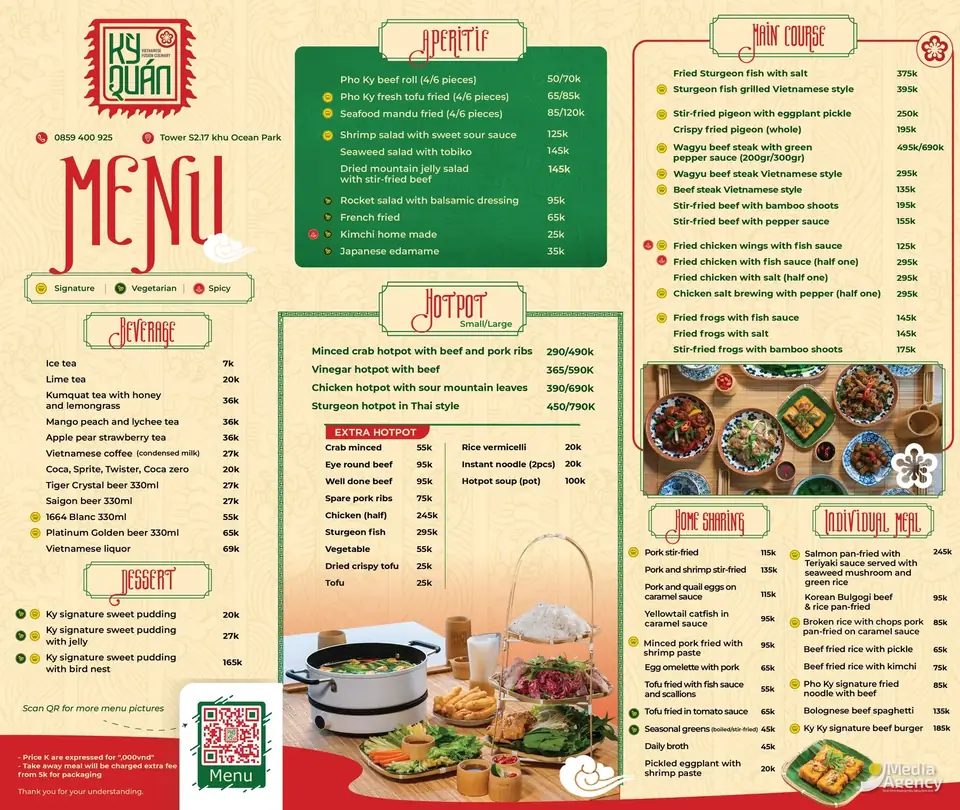 KỲ
QUÁN
VIETNAMESE
FUSION CULINARY
0859 400 925
Tower S2.17 khu Ocean Park
MENU
Signature | Vegetarian | Spicy
BEVERAGE
Ice tea 7k
Lime tea 20k
Kumquat tea with honey
and lemongrass 36k
Mango peach and lychee tea 36k
Apple pear strawberry tea 36k
Vietnamese coffee (condensed milk) 27k
Coca, Sprite, Twister, Coca zero 20k
Tiger Crystal beer 330ml 27k
Saigon beer 330ml 27k
1664 Blanc 330ml 55k
Platinum Golden beer 330ml 65k
Vietnamese liquor 69k
DESSERT
Ky signature sweet pudding 20k
Ky signature sweet pudding
with jelly 27k
Ky signature sweet pudding
with bird nest 165k
Scan QR for more menu pictures
- Price K are expressed for ",000vnd"
- Take away meal will be charged extra fee
from 5k for packaging
Thank you for your understanding.
Menu
APERITIF
Pho Ky beef roll (4/6 pieces) 50/70k
Pho Ky fresh tofu fried (4/6 pieces) 65/85k
Seafood mandu fried (4/6 pieces) 85/120k
Shrimp salad with sweet sour sauce 125k
Seaweed salad with tobiko 145k
Dried mountain jelly salad
with stir-fried beef 145k
Rocket salad with balsamic dressing 95k
French fried 65k
Kimchi home made 25k
Japanese edamame 35k
HOTPOT
Small/Large
Minced crab hotpot with beef and pork ribs 290/490k
Vinegar hotpot with beef 365/590K
Chicken hotpot with sour mountain leaves 390/690k
Sturgeon hotpot in Thai style 450/790K
EXTRA HOTPOT
Crab minced 55k
Eye round beef 95k
Well done beef 95k
Spare pork ribs 75k
Chicken (half) 245k
Sturgeon fish 295k
Vegetable 55k
Dried crispy tofu 25k
Tofu 25k
Rice vermicelli 20k
Instant noodle (2pcs) 20k
Hotpot soup (pot) 100k
MAIN COURSE
Fried Sturgeon fish with salt 375k
Sturgeon fish grilled Vietnamese style 395k
Stir-fried pigeon with eggplant pickle 250k
Crispy fried pigeon (whole) 195k
Wagyu beef steak with green 495k/690k
pepper sauce (200gr/300gr)
Wagyu beef steak Vietnamese style 295k
Beef steak Vietnamese style 135k
Stir-fried beef with bamboo shoots 195k
Stir-fried beef with pepper sauce 155k
Fried chicken wings with fish sauce 125k
Fried chicken with fish sauce (half one) 295k
Fried chicken with salt (half one) 295k
Chicken salt brewing with pepper (half one) 295k
Fried frogs with fish sauce 145k
Fried frogs with salt 145k
Stir-fried frogs with bamboo shoots 175k
HOME SHARING
Pork stir-fried 115k
Pork and shrimp stir-fried 135k
Pork and quail eggs on
caramel sauce 115k
Yellowtail catfish in
caramel sauce 95k
Minced pork fried with
shrimp paste 95k
Egg omelette with pork 65k
Tofu fried with fish sauce
and scallions 55k
Tofu fried in tomato sauce 65k
Seasonal greens (boiled/stir-fried) 45k
Daily broth 45k
Pickled eggplant with
shrimp paste 20k
INDIVIDUAL MEAL
Salmon pan-fried with 245k
Teriyaki sauce served with
seaweed mushroom and
green rice
Korean Bulgogi beef
& rice pan-fried 95k
Broken rice with chops pork 85k
pan-fried on caramel sauce
Beef fried rice with pickle 65k
Beef fried rice with kimchi 75k
Pho Ky signature fried
noodle with beef 85k
Bolognese beef spaghetti 135k
Ky Ky signature beef burger 185k
Media
Agency